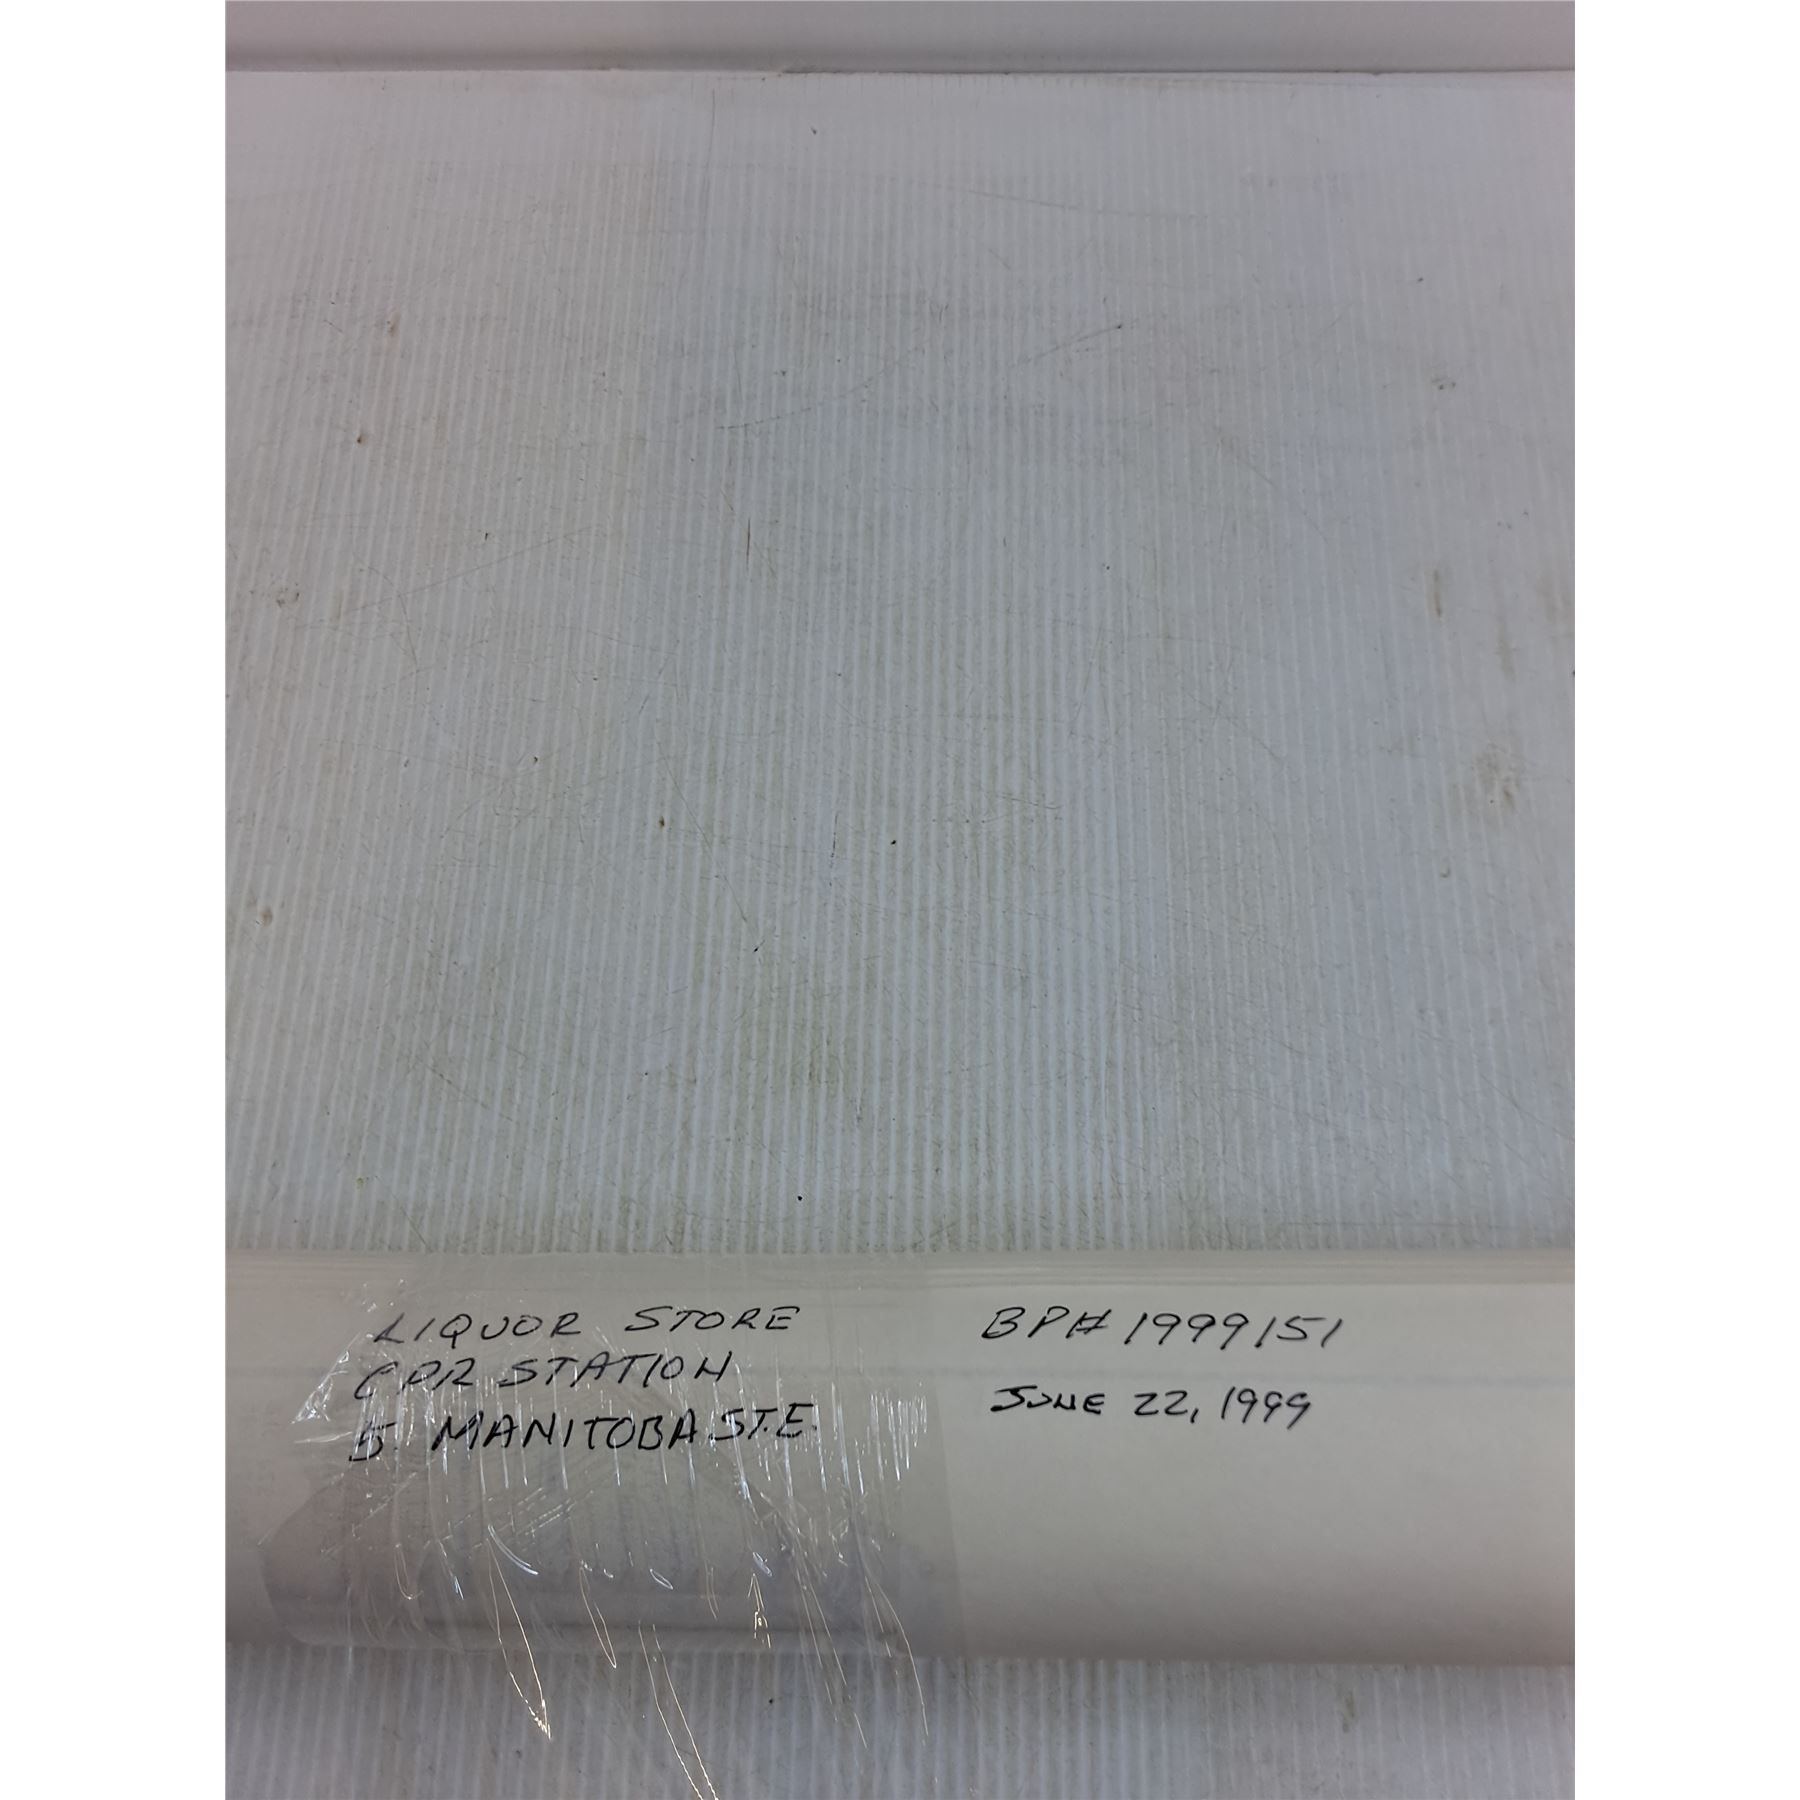 LIQUOR STORE
CPR STATION
5. MANITOBA ST.E.
BP# 1999151
JUNE 22, 1999